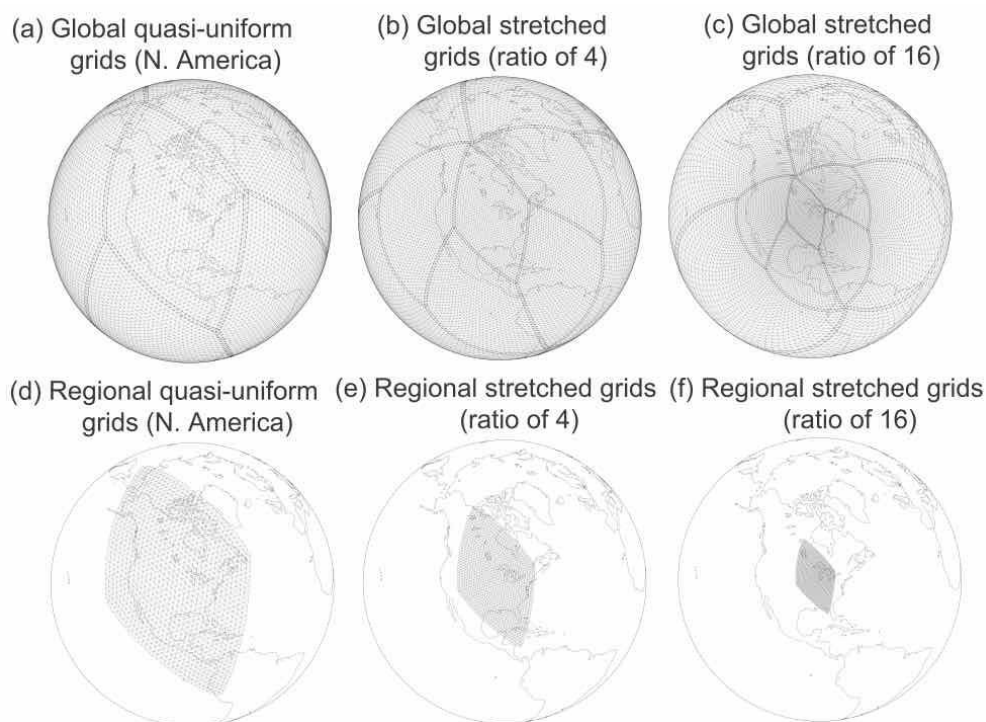 (a) Global quasi-uniform
grids (N. America)
(b) Global stretched
grids (ratio of 4)
(c) Global stretched
grids (ratio of 16)
(d) Regional quasi-uniform
grids (N. America)
(e) Regional stretched grids
(ratio of 4)
(f) Regional stretched grids
(ratio of 16)